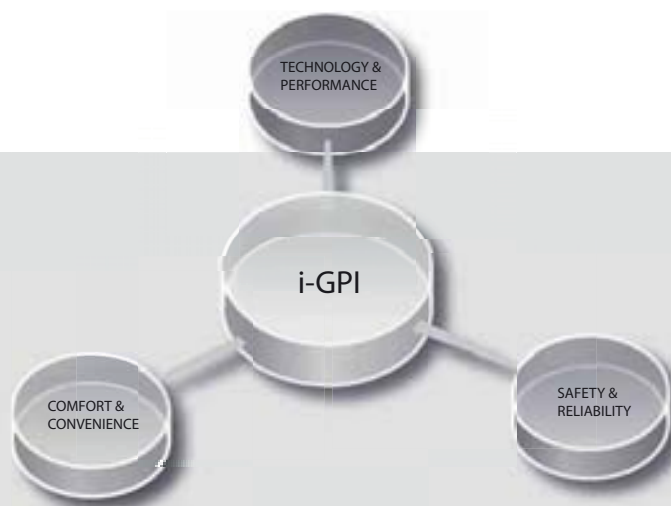 TECHNOLOGY &
PERFORMANCE
i-GPI
COMFORT &
CONVENIENCE
SAFETY &
RELIABILITY